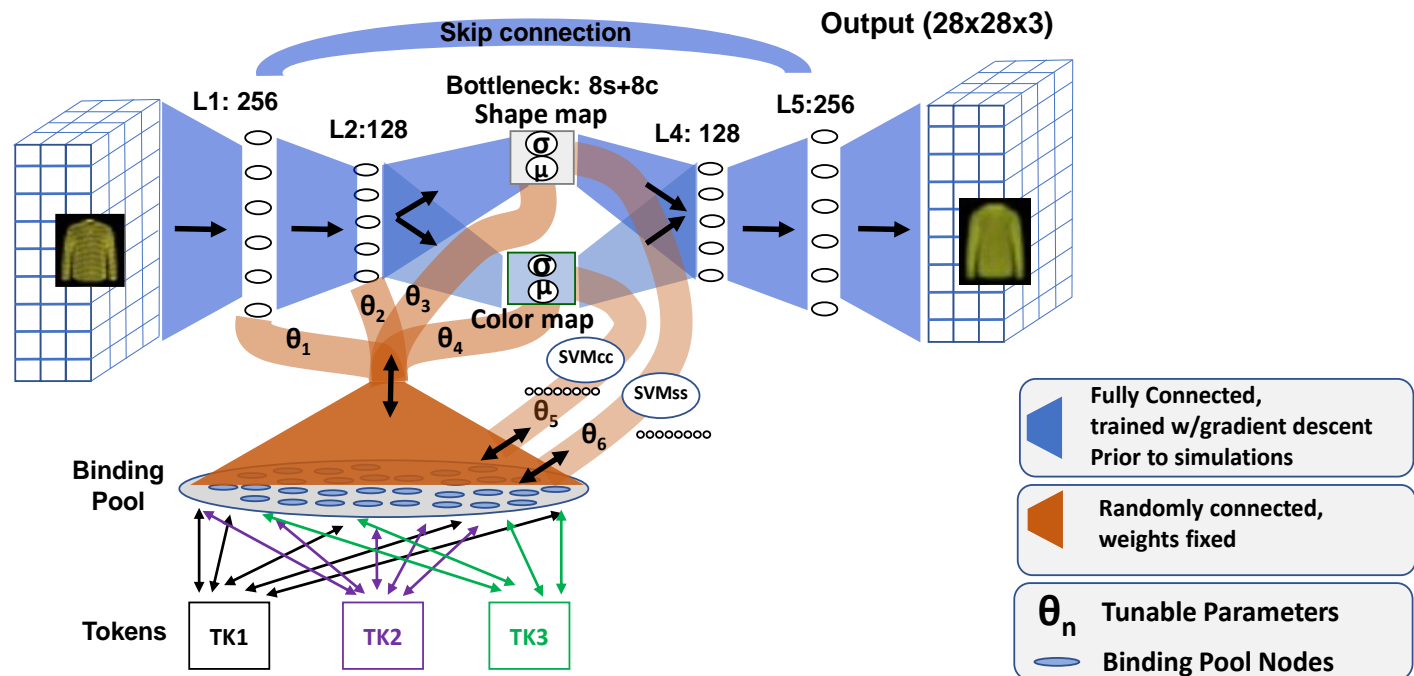 Output (28x28x3)
Skip connection
Bottleneck: 8s+8c
L1: 256
L5:256
Shape map
L2:128
L4: 128
σ
μ
σ
μ
θ2
θ3
Color map
θ1
θ4
SVMcc
SVMss
θ5
θ6
Fully Connected,
trained w/gradient descent
Prior to simulations
Binding
Pool
Randomly connected,
weights fixed
Tokens
TK1
TK2
TK3
θn Tunable Parameters
Binding Pool Nodes